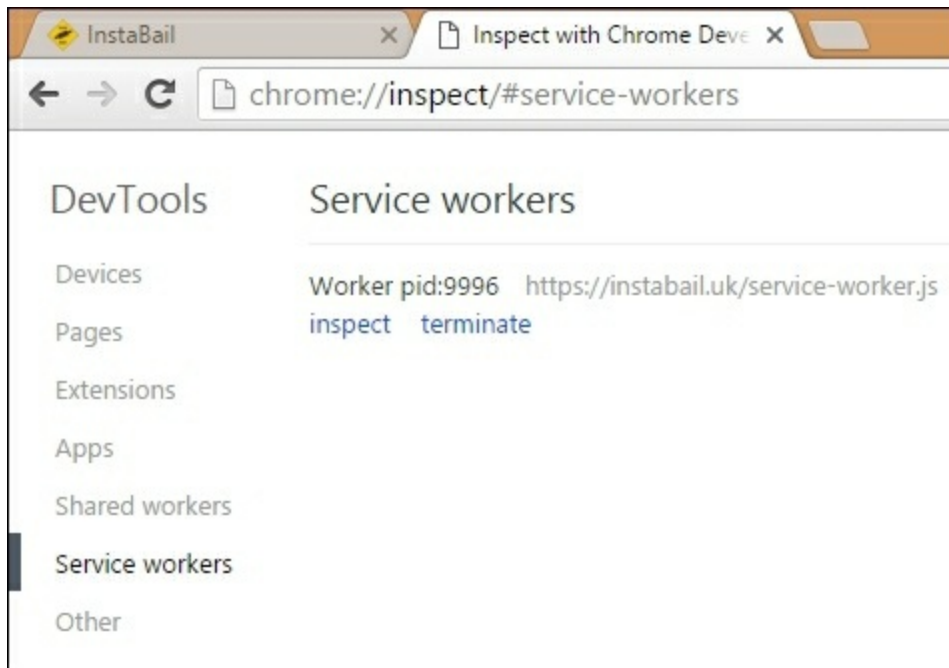 InstaBail
Inspect with Chrome Deve
chrome://inspect/#service-workers
DevTools
Service workers
Devices
Worker pid:9996 https://instabail.uk/service-worker.js
inspect terminate
Pages
Extensions
Apps
Shared workers
Service workers
Other